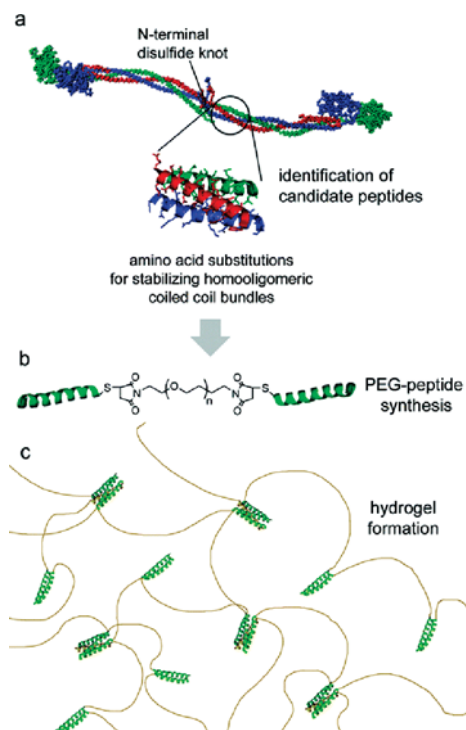 a
N-terminal
disulfide knot
identification of
candidate peptides
amino acid substitutions
for stabilizing homooligomeric
coiled coil bundles
b
S
O
N
O
O
n
O
N
O
S
PEG-peptide
synthesis
c
hydrogel
formation